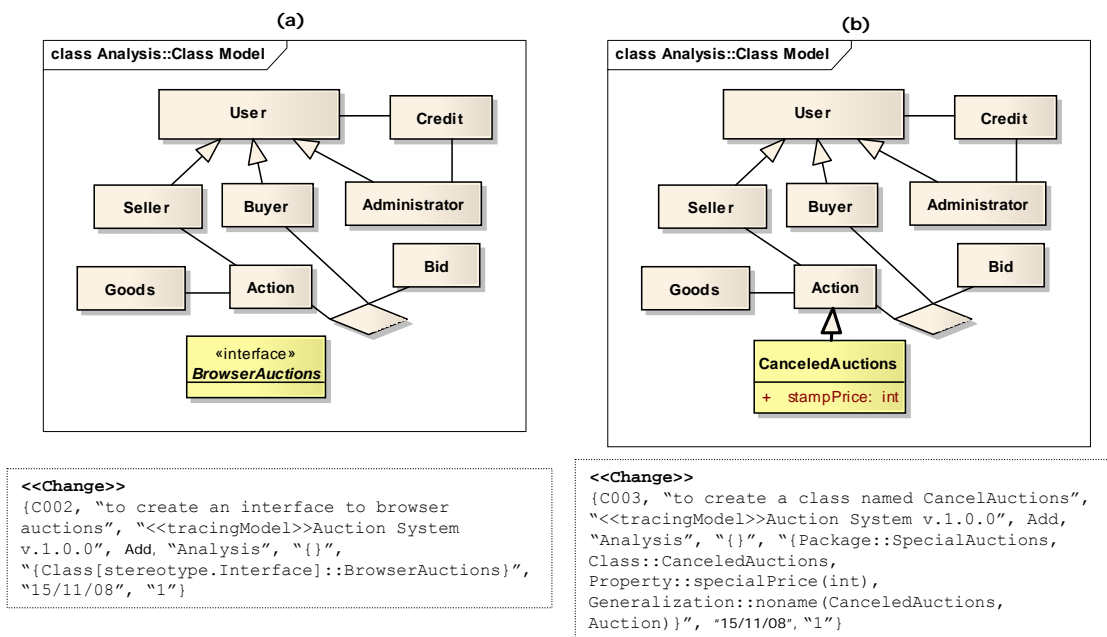 (a)
class Analysis::Class Model
User
Credit
Seller
Buyer
Administrator
Bid
Goods
Action
«interface»
BrowserAuctions
<<Change>>
{C002, “to create an interface to browser
auctions”, “<<tracingModel>>Auction System
v.1.0.0”, Add, “Analysis”, “{}”,
“{Class[stereotype.Interface]::BrowserAuctions}”,
“15/11/08”, “1”}
(b)
class Analysis::Class Model
User
Credit
Seller
Buyer
Administrator
Bid
Goods
Action
CanceledAuctions
+ stampPrice: int
<<Change>>
{C003, “to create a class named CancelAuctions”,
“<<tracingModel>>Auction System v.1.0.0”, Add,
“Analysis”, “{}”, “{Package::SpecialAuctions,
Class::CanceledAuctions,
Property::specialPrice(int),
Generalization::noname(CanceledAuctions,
Auction)}”, “15/11/08”, “1”}